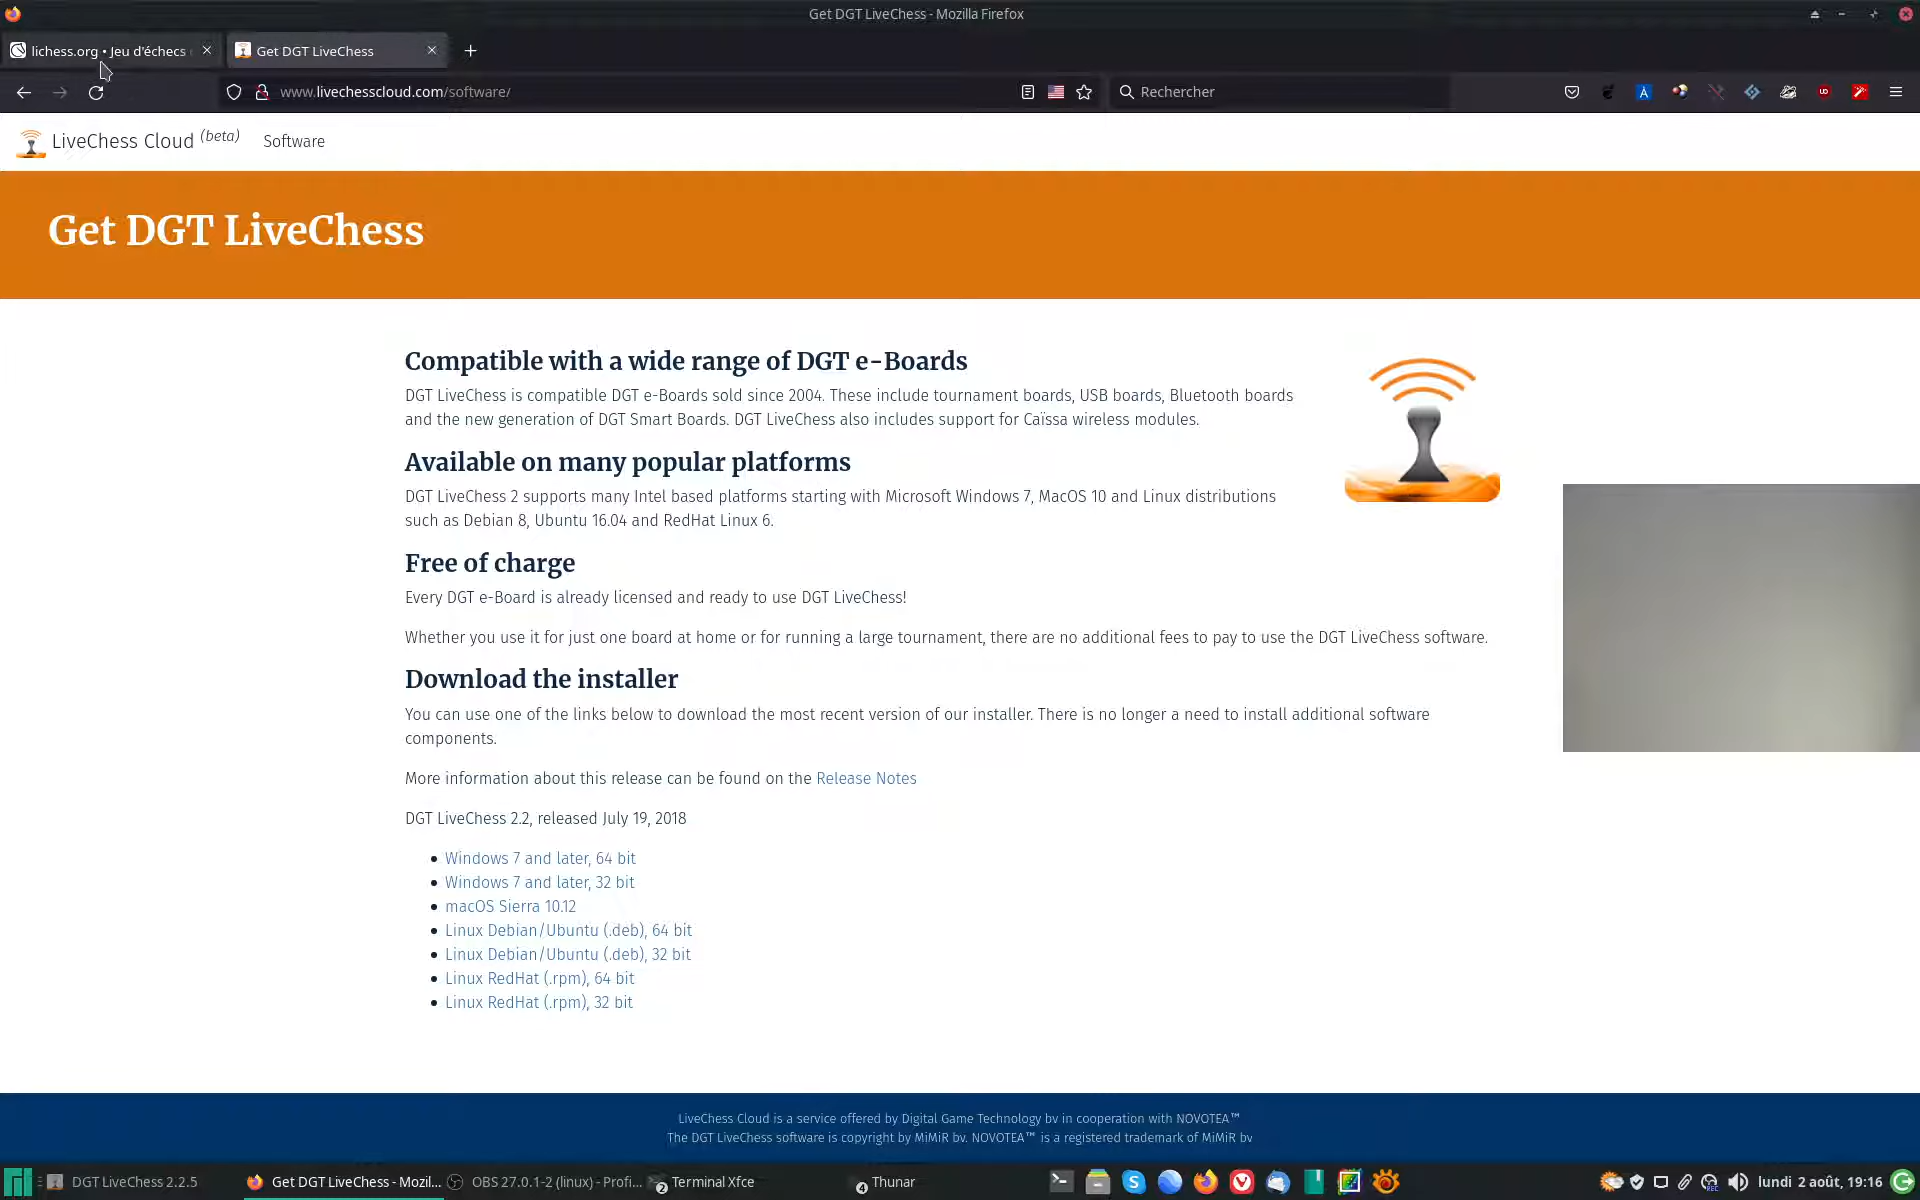 Get DGT LiveChess - Mozilla Firefox
lichess.org • Jeu d'échecs
Get DGT LiveChess
www.livechesscloud.com/software/
Rechercher
LiveChess Cloud (beta)
Software
Get DGT LiveChess
Compatible with a wide range of DGT e-Boards
DGT LiveChess is compatible DGT e-Boards sold since 2004. These include tournament boards, USB boards, Bluetooth boards
and the new generation of DGT Smart Boards. DGT LiveChess also includes support for Caïssa wireless modules.
Available on many popular platforms
DGT LiveChess 2 supports many Intel based platforms starting with Microsoft Windows 7, MacOS 10 and Linux distributions
such as Debian 8, Ubuntu 16.04 and RedHat Linux 6.
Free of charge
Every DGT e-Board is already licensed and ready to use DGT LiveChess!
Whether you use it for just one board at home or for running a large tournament, there are no additional fees to pay to use the DGT LiveChess software.
Download the installer
You can use one of the links below to download the most recent version of our installer. There is no longer a need to install additional software
components.
More information about this release can be found on the Release Notes
DGT LiveChess 2.2, released July 19, 2018
Windows 7 and later, 64 bit
Windows 7 and later, 32 bit
macOS Sierra 10.12
Linux Debian/Ubuntu (.deb), 64 bit
Linux Debian/Ubuntu (.deb), 32 bit
Linux RedHat (.rpm), 64 bit
Linux RedHat (.rpm), 32 bit
LiveChess Cloud is a service offered by Digital Game Technology bv in cooperation with NOVOTEA™
The DGT LiveChess software is copyright by MiMiR bv. NOVOTEA™ is a registered trademark of MiMiR bv
DGT LiveChess 2.2.5
Get DGT LiveChess - Mozil...
OBS 27.0.1-2 (linux) - Profi...
2 Terminal Xfce
4 Thunar
lundi 2 août, 19:16